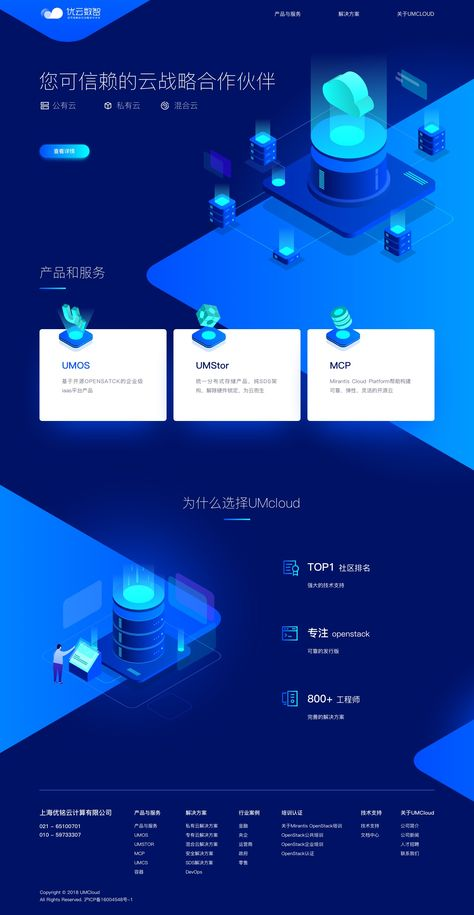 优云数智
产品与服务 解决方案 关于UMCLOUD
您可信赖的云战略合作伙伴
公有云 私有云 混合云
查看详情
产品和服务
UMOS
基于开源OPENSATCK的企业级
iaas平台产品
UMStor
统一分布式存储产品，纯SDS架
构，解除硬件锁定，为云而生
MCP
Mirantis Cloud Platform帮助构建
可靠、弹性、灵活的开源云
为什么选择UMcloud
TOP1 社区排名
强大的技术支持
专注 openstack
可靠的发行版
800+ 工程师
完善的解决方案
上海优铭云计算有限公司
021 - 65100701
010 - 59733307
产品与服务
产品与服务
UMOS
UMSTOR
MCP
UMCS
容器
解决方案
私有云解决方案
专有云解决方案
混合云解决方案
安全解决方案
SDS解决方案
DevOps
行业案例
金融
央企
运营商
政府
零售
培训认证
关于Mirantis OpenStack培训
OpenStack公共培训
OpenStack企业培训
OpenStack认证
技术支持
技术支持
文档中心
关于UMCloud
公司简介
公司新闻
人才招聘
联系我们
Copyright © 2018 UMCloud
All Rights Reserved. 沪ICP备16004548号-1